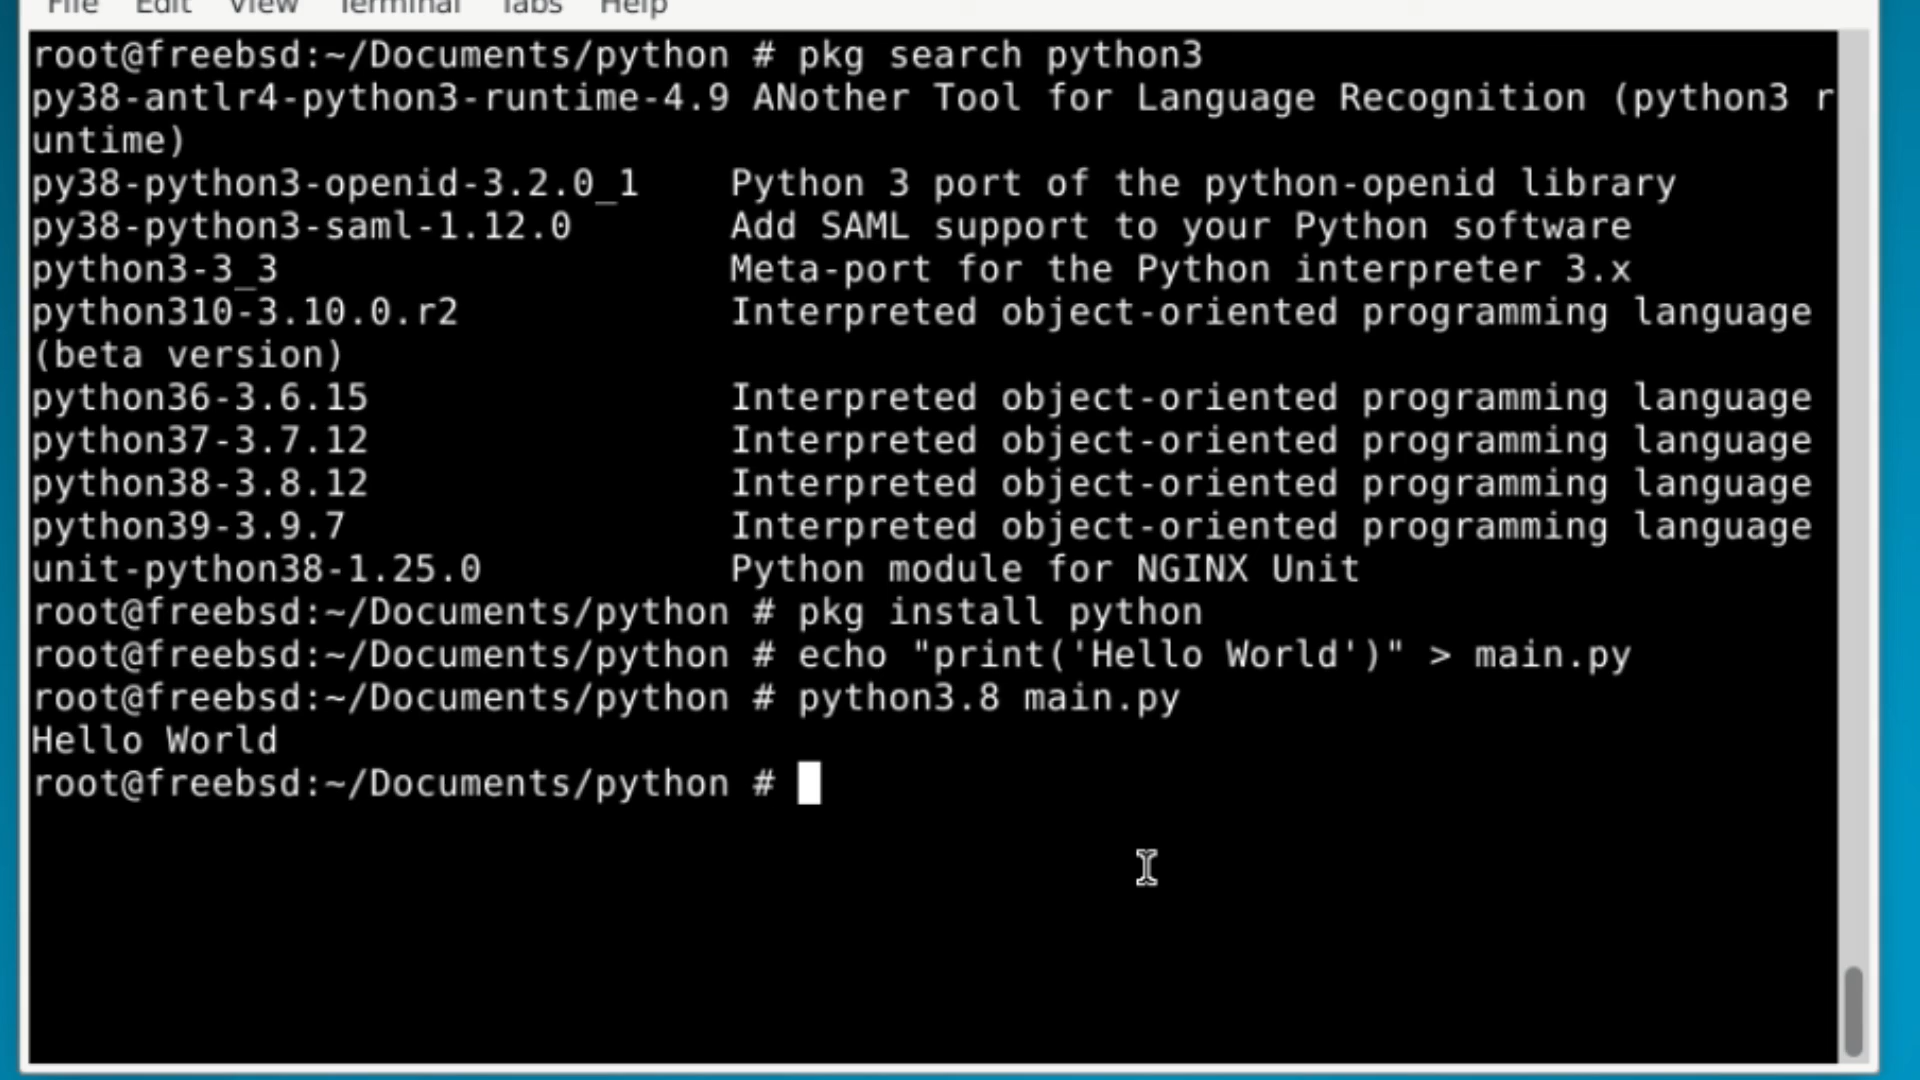 File Edit View Terminal Tabs Help
root@freebsd:~/Documents/python # pkg search python3
py38-antlr4-python3-runtime-4.9 ANother Tool for Language Recognition (python3 r
untime)
py38-python3-openid-3.2.0_1    Python 3 port of the python-openid library
py38-python3-saml-1.12.0       Add SAML support to your Python software
python3-3_3                    Meta-port for the Python interpreter 3.x
python310-3.10.0.r2            Interpreted object-oriented programming language
(beta version)
python36-3.6.15                Interpreted object-oriented programming language
python37-3.7.12                Interpreted object-oriented programming language
python38-3.8.12                Interpreted object-oriented programming language
python39-3.9.7                 Interpreted object-oriented programming language
unit-python38-1.25.0           Python module for NGINX Unit
root@freebsd:~/Documents/python # pkg install python
root@freebsd:~/Documents/python # echo "print('Hello World')" > main.py
root@freebsd:~/Documents/python # python3.8 main.py
Hello World
root@freebsd:~/Documents/python #